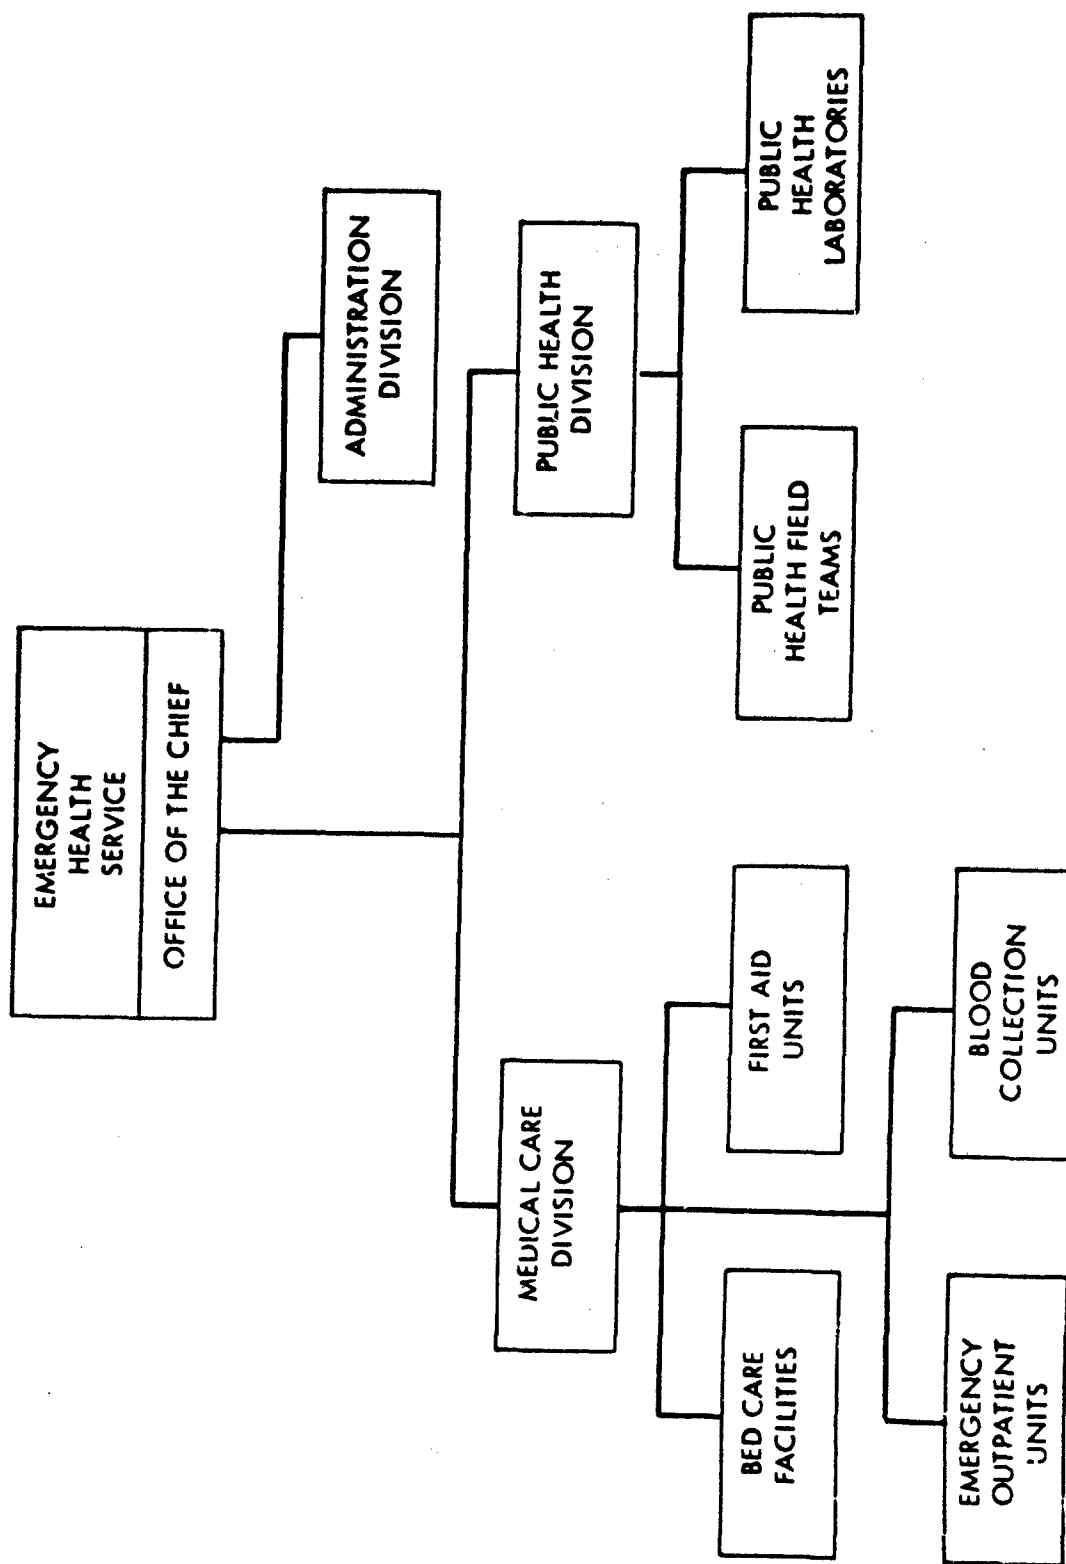 EMERGENCY
HEALTH
SERVICE
OFFICE OF THE CHIEF
ADMINISTRATION
DIVISION
MEDICAL CARE
DIVISION
PUBLIC HEALTH
DIVISION
BED CARE
FACILITIES
FIRST AID
UNITS
PUBLIC
HEALTH FIELD
TEAMS
PUBLIC
HEALTH
LABORATORIES
EMERGENCY
OUTPATIENT
UNITS
BLOOD
COLLECTION
UNITS